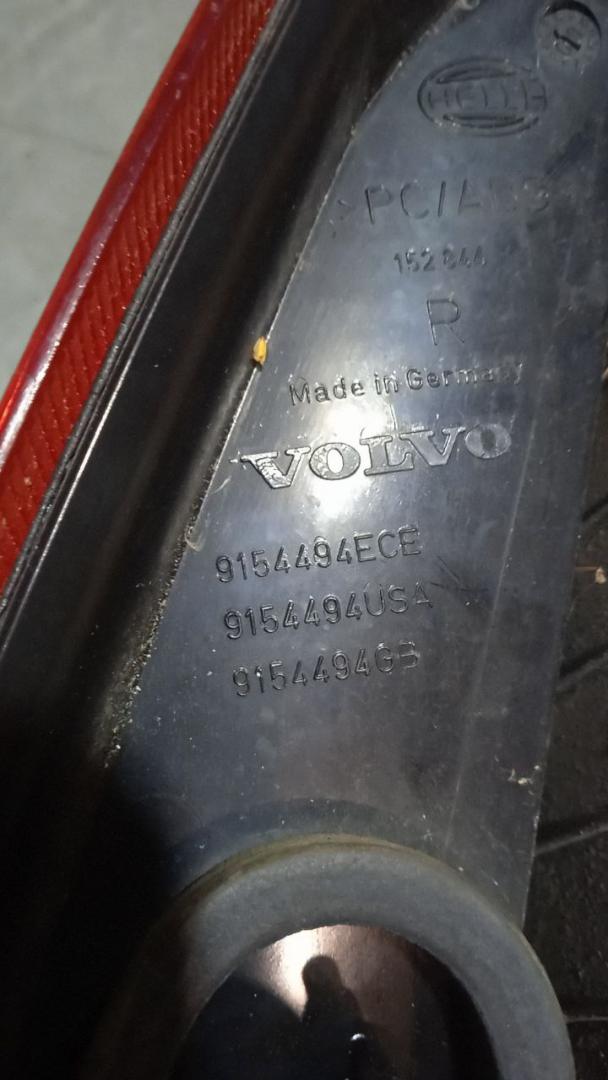 HELLA
>PC/ABS
152 844
R
Made in Germany
VOLVO
9154494ECE
9154494USA
9154494GB